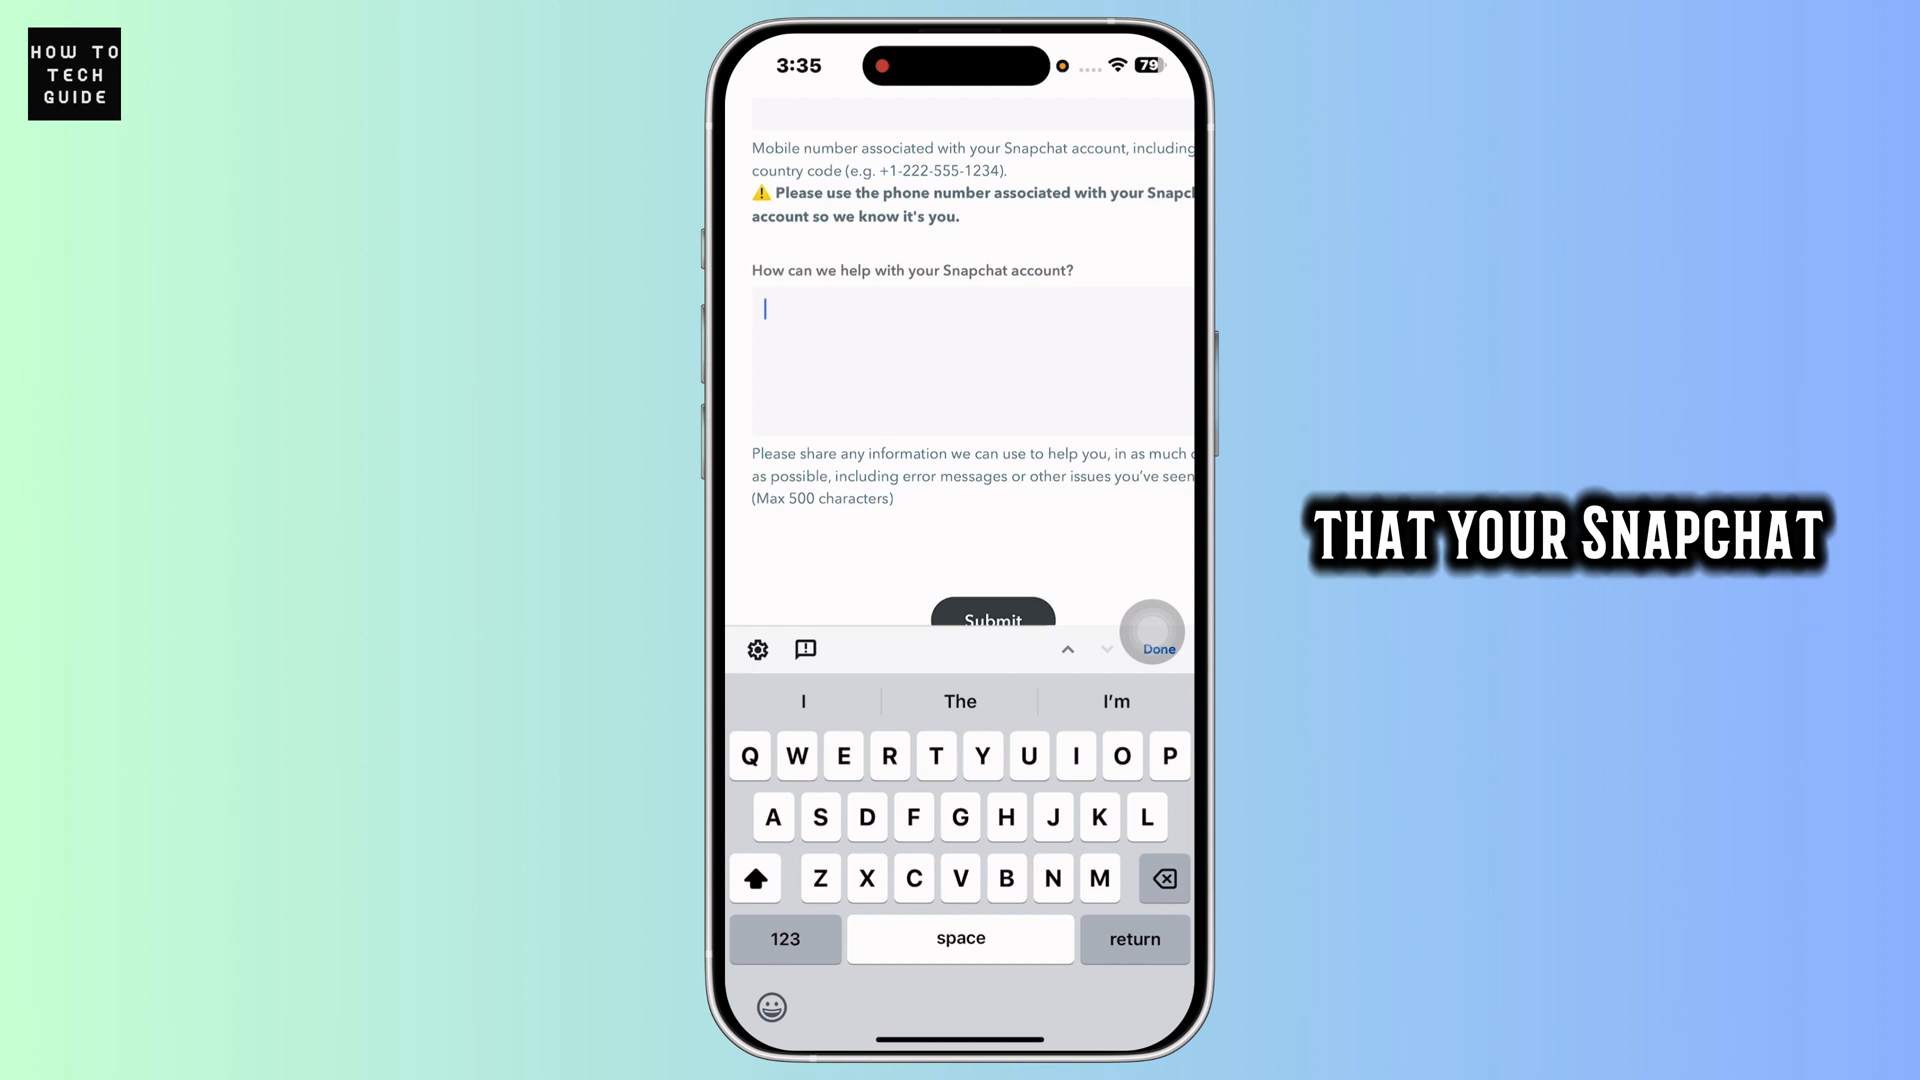 HOW TO
TECH
GUIDE
3:35
79
Mobile number associated with your Snapchat account, including
country code (e.g. +1-222-555-1234).
⚠️ Please use the phone number associated with your Snapc
account so we know it's you.
How can we help with your Snapchat account?
Please share any information we can use to help you, in as much
as possible, including error messages or other issues you've seen
(Max 500 characters)
THAT YOUR SNAPCHAT
Submit
Done
I The I'm
Q W E R T Y U I O P
A S D F G H J K L
Z X C V B N M
123 space return